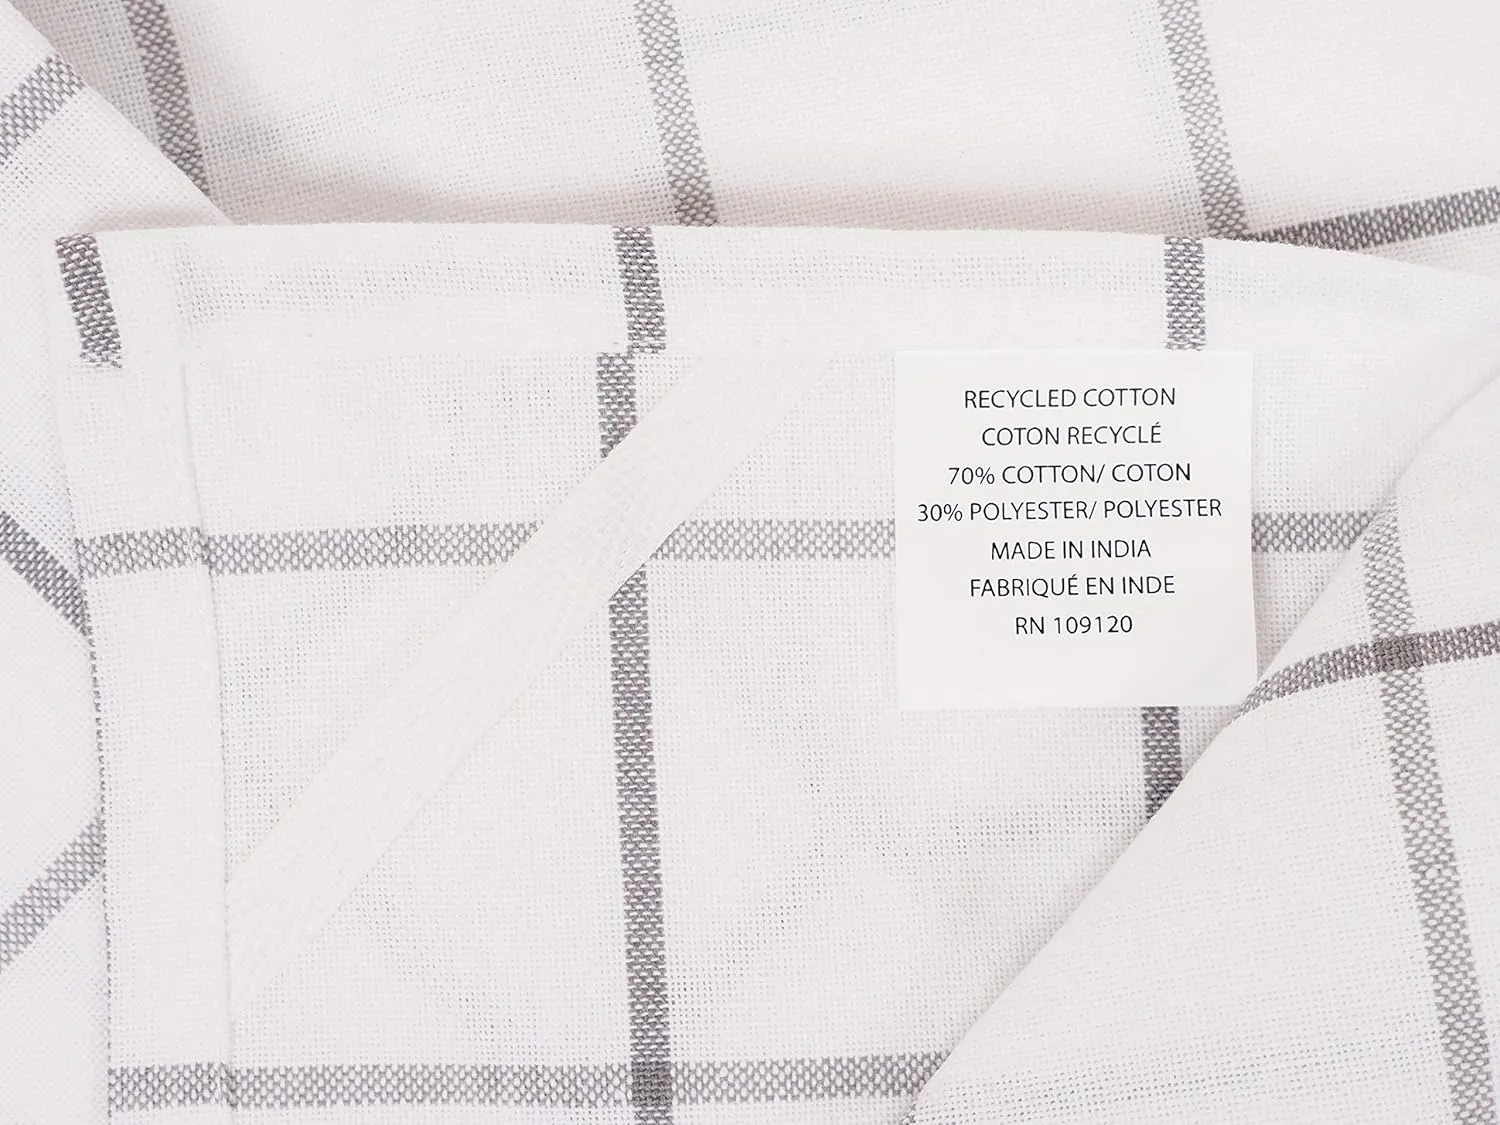 RECYCLED COTTON
COTON RECYCLÉ
70% COTTON/ COTON
30% POLYESTER/ POLYESTER
MADE IN INDIA
FABRIQUÉ EN INDE
RN 109120